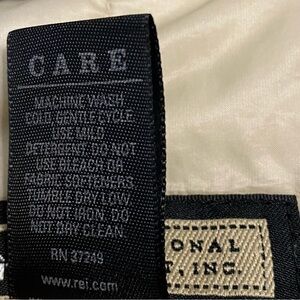 CARE
MACHINE WASH
COLD, GENTLE CYCLE
USE MILD
DETERGENT. DO NOT
USE BLEACH OR
FABRIC SOFTENERS
TUMBLE DRY LOW
DO NOT IRON. DO
NOT DRY CLEAN
RN 37249
www.rei.com
ONAL
T, INC.